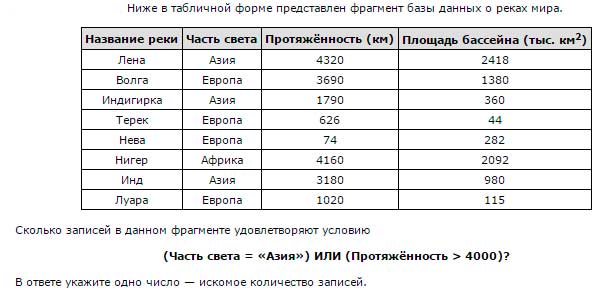 Ниже в табличной форме представлен фрагмент базы данных о реках мира.
Название реки Часть света Протяжённость (км) Площадь бассейна (тыс. км²)
Лена Азия 4320 2418
Волга Европа 3690 1380
Индигирка Азия 1790 360
Терек Европа 626 44
Нева Европа 74 282
Нигер Африка 4160 2092
Инд Азия 3180 980
Луара Европа 1020 115
Сколько записей в данном фрагменте удовлетворяют условию
(Часть света = «Азия») ИЛИ (Протяжённость > 4000)?
В ответе укажите одно число — искомое количество записей.